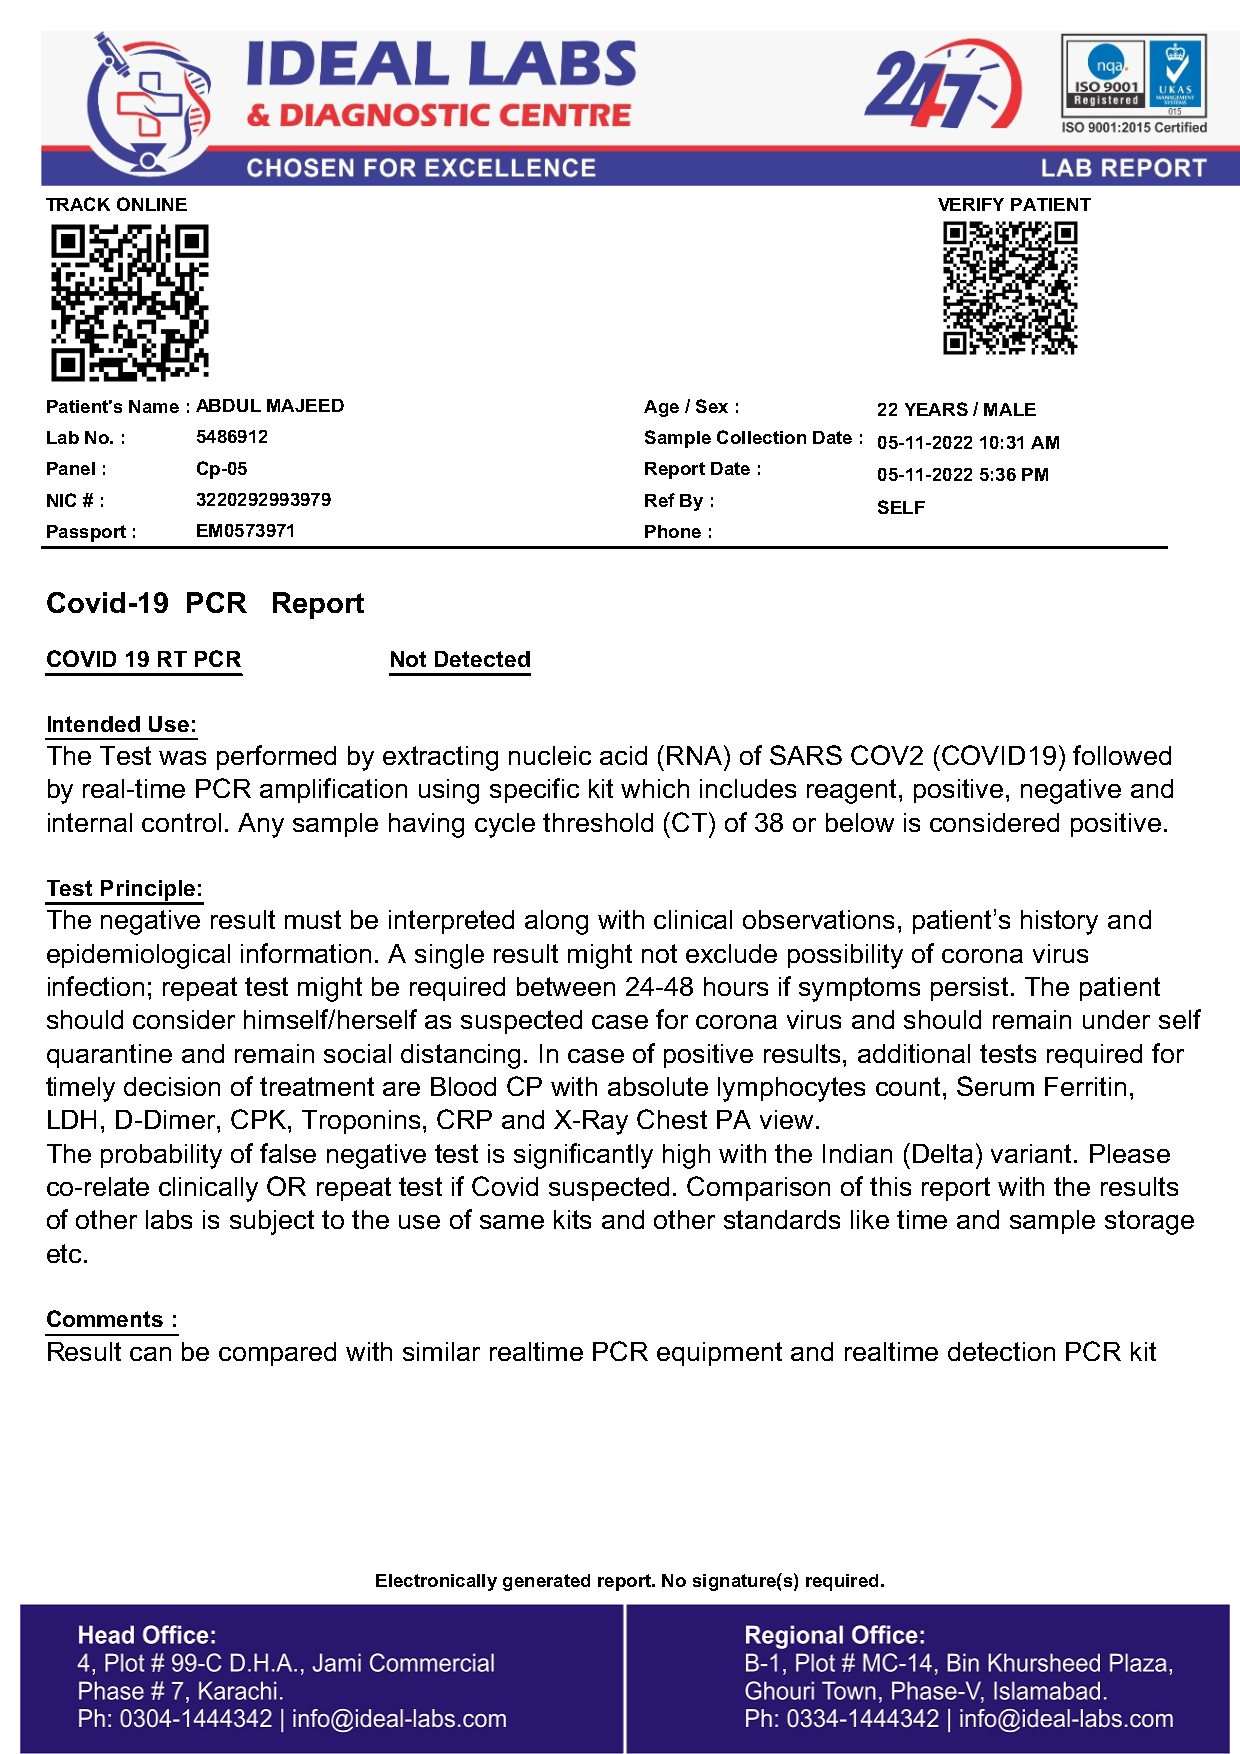 IDEAL LABS
& DIAGNOSTIC CENTRE
24/7
nqa.
ISO 9001
Registered
UKAS
MANAGEMENT
SYSTEMS
015
ISO 9001:2015 Certified
CHOSEN FOR EXCELLENCE
LAB REPORT
TRACK ONLINE
VERIFY PATIENT
Patient's Name : ABDUL MAJEED
Age / Sex : 22 YEARS / MALE
Lab No. : 5486912
Sample Collection Date : 05-11-2022 10:31 AM
Panel : Cp-05
Report Date : 05-11-2022 5:36 PM
NIC # : 3220292993979
Ref By : SELF
Passport : EM0573971
Phone :
Covid-19 PCR Report
COVID 19 RT PCR Not Detected
Intended Use:
The Test was performed by extracting nucleic acid (RNA) of SARS COV2 (COVID19) followed
by real-time PCR amplification using specific kit which includes reagent, positive, negative and
internal control. Any sample having cycle threshold (CT) of 38 or below is considered positive.
Test Principle:
The negative result must be interpreted along with clinical observations, patient’s history and
epidemiological information. A single result might not exclude possibility of corona virus
infection; repeat test might be required between 24-48 hours if symptoms persist. The patient
should consider himself/herself as suspected case for corona virus and should remain under self
quarantine and remain social distancing. In case of positive results, additional tests required for
timely decision of treatment are Blood CP with absolute lymphocytes count, Serum Ferritin,
LDH, D-Dimer, CPK, Troponins, CRP and X-Ray Chest PA view.
The probability of false negative test is significantly high with the Indian (Delta) variant. Please
co-relate clinically OR repeat test if Covid suspected. Comparison of this report with the results
of other labs is subject to the use of same kits and other standards like time and sample storage
etc.
Comments :
Result can be compared with similar realtime PCR equipment and realtime detection PCR kit
Electronically generated report. No signature(s) required.
Head Office:
4, Plot # 99-C D.H.A., Jami Commercial
Phase # 7, Karachi.
Ph: 0304-1444342 | info@ideal-labs.com
Regional Office:
B-1, Plot # MC-14, Bin Khursheed Plaza,
Ghouri Town, Phase-V, Islamabad.
Ph: 0334-1444342 | info@ideal-labs.com